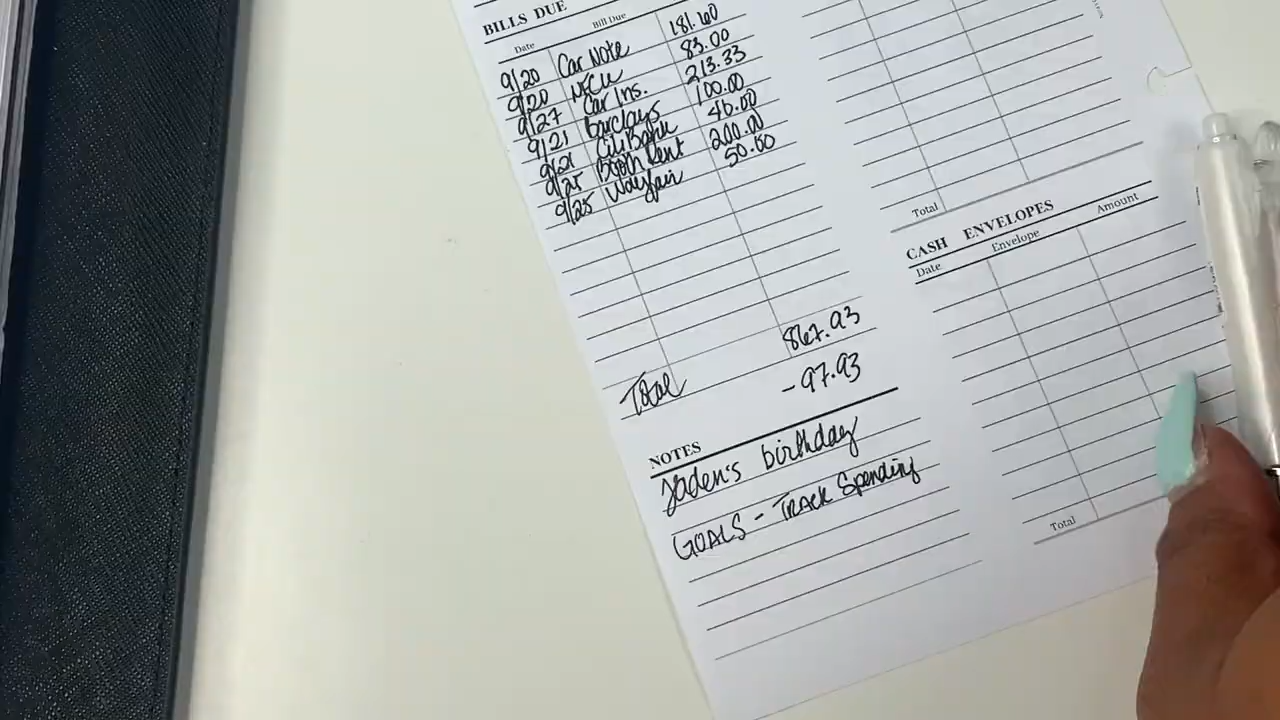 BILLS DUE
Date Bill Due
9/20 Car Note 181.60
9/20 NFCU 83.00
9/27 Car Ins. 213.33
9/21 Barclays 100.00
9/21 CitiBank 40.00
9/25 Booth Rent 200.00
9/25 Wayfair 50.00
Total 867.93
-97.93
NOTES
Jaden's birthday
GOALS - TRACK Spending
Total
CASH ENVELOPES
Date Envelope Amount
Total